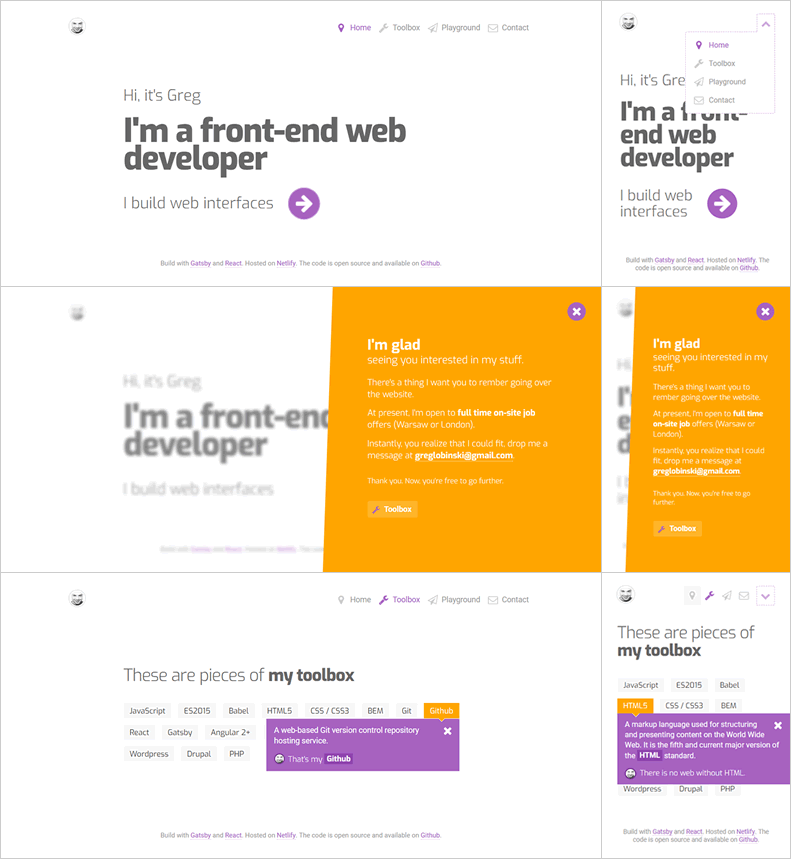 Home Toolbox Playground Contact
Hi, it's Greg
I'm a front-end web
developer
I build web interfaces
Build with Gatsby and React. Hosted on Netlify. The code is open source and available on Github.
Home
Toolbox
Playground
Contact
Hi, it's Gre
I'm a front-
end web
developer
I build web
interfaces
Build with Gatsby and React. Hosted on Netlify. The
code is open source and available on Github.
Hi, it's Greg
I'm a front-end
developer
I build web interfaces
Build with Gatsby and React. Hosted on Netlify. The code
I'm glad
seeing you interested in my stuff.
There's a thing I want you to rember going over
the website.
At present, I'm open to full time on-site job
offers (Warsaw or London).
Instantly, you realize that I could fit, drop me a
message at greglobinski@gmail.com.
Thank you. Now, you're free to go further.
Toolbox
I'm glad
seeing you interested in my
stuff.
There's a thing I want you to
rember going over the website.
At present, I'm open to full time
on-site job offers (Warsaw or
London).
Instantly, you realize that I could
fit, drop me a message at
greglobinski@gmail.com.
Thank you. Now, you're free to go
further.
Toolbox
Home Toolbox Playground Contact
These are pieces of my toolbox
JavaScript ES2015 Babel HTML5 CSS / CSS3 BEM Git Github
React Gatsby Angular 2+
Wordpress Drupal PHP
A web-based Git version control repository
hosting service.
That's my Github
Build with Gatsby and React. Hosted on Netlify. The code is open source and available on Github.
These are pieces of
my toolbox
JavaScript ES2015 Babel
HTML5 CSS / CSS3 BEM
A markup language used for structuring
and presenting content on the World Wide
Web. It is the fifth and current major version of
the HTML standard.
There is no web without HTML.
Wordpress Drupal PHP
Build with Gatsby and React. Hosted on Netlify. The
code is open source and available on Github.